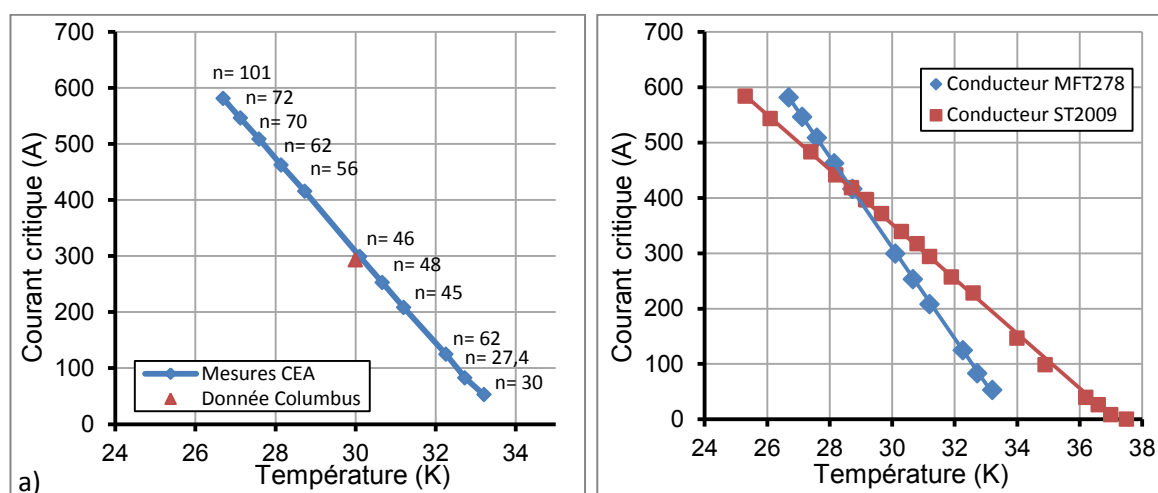 700
600
500
400
300
200
100
0
Courant critique (A)
n= 101
n= 72
n= 70
n= 62
n= 56
n= 46
n= 48
n= 45
n= 62
n= 27,4
n= 30
Mesures CEA
Donnée Columbus
24 26 28 30 32 34
Température (K)
a)
700
600
500
400
300
200
100
0
Courant critique (A)
Conducteur MFT278
Conducteur ST2009
24 26 28 30 32 34 36 38
Température (K)